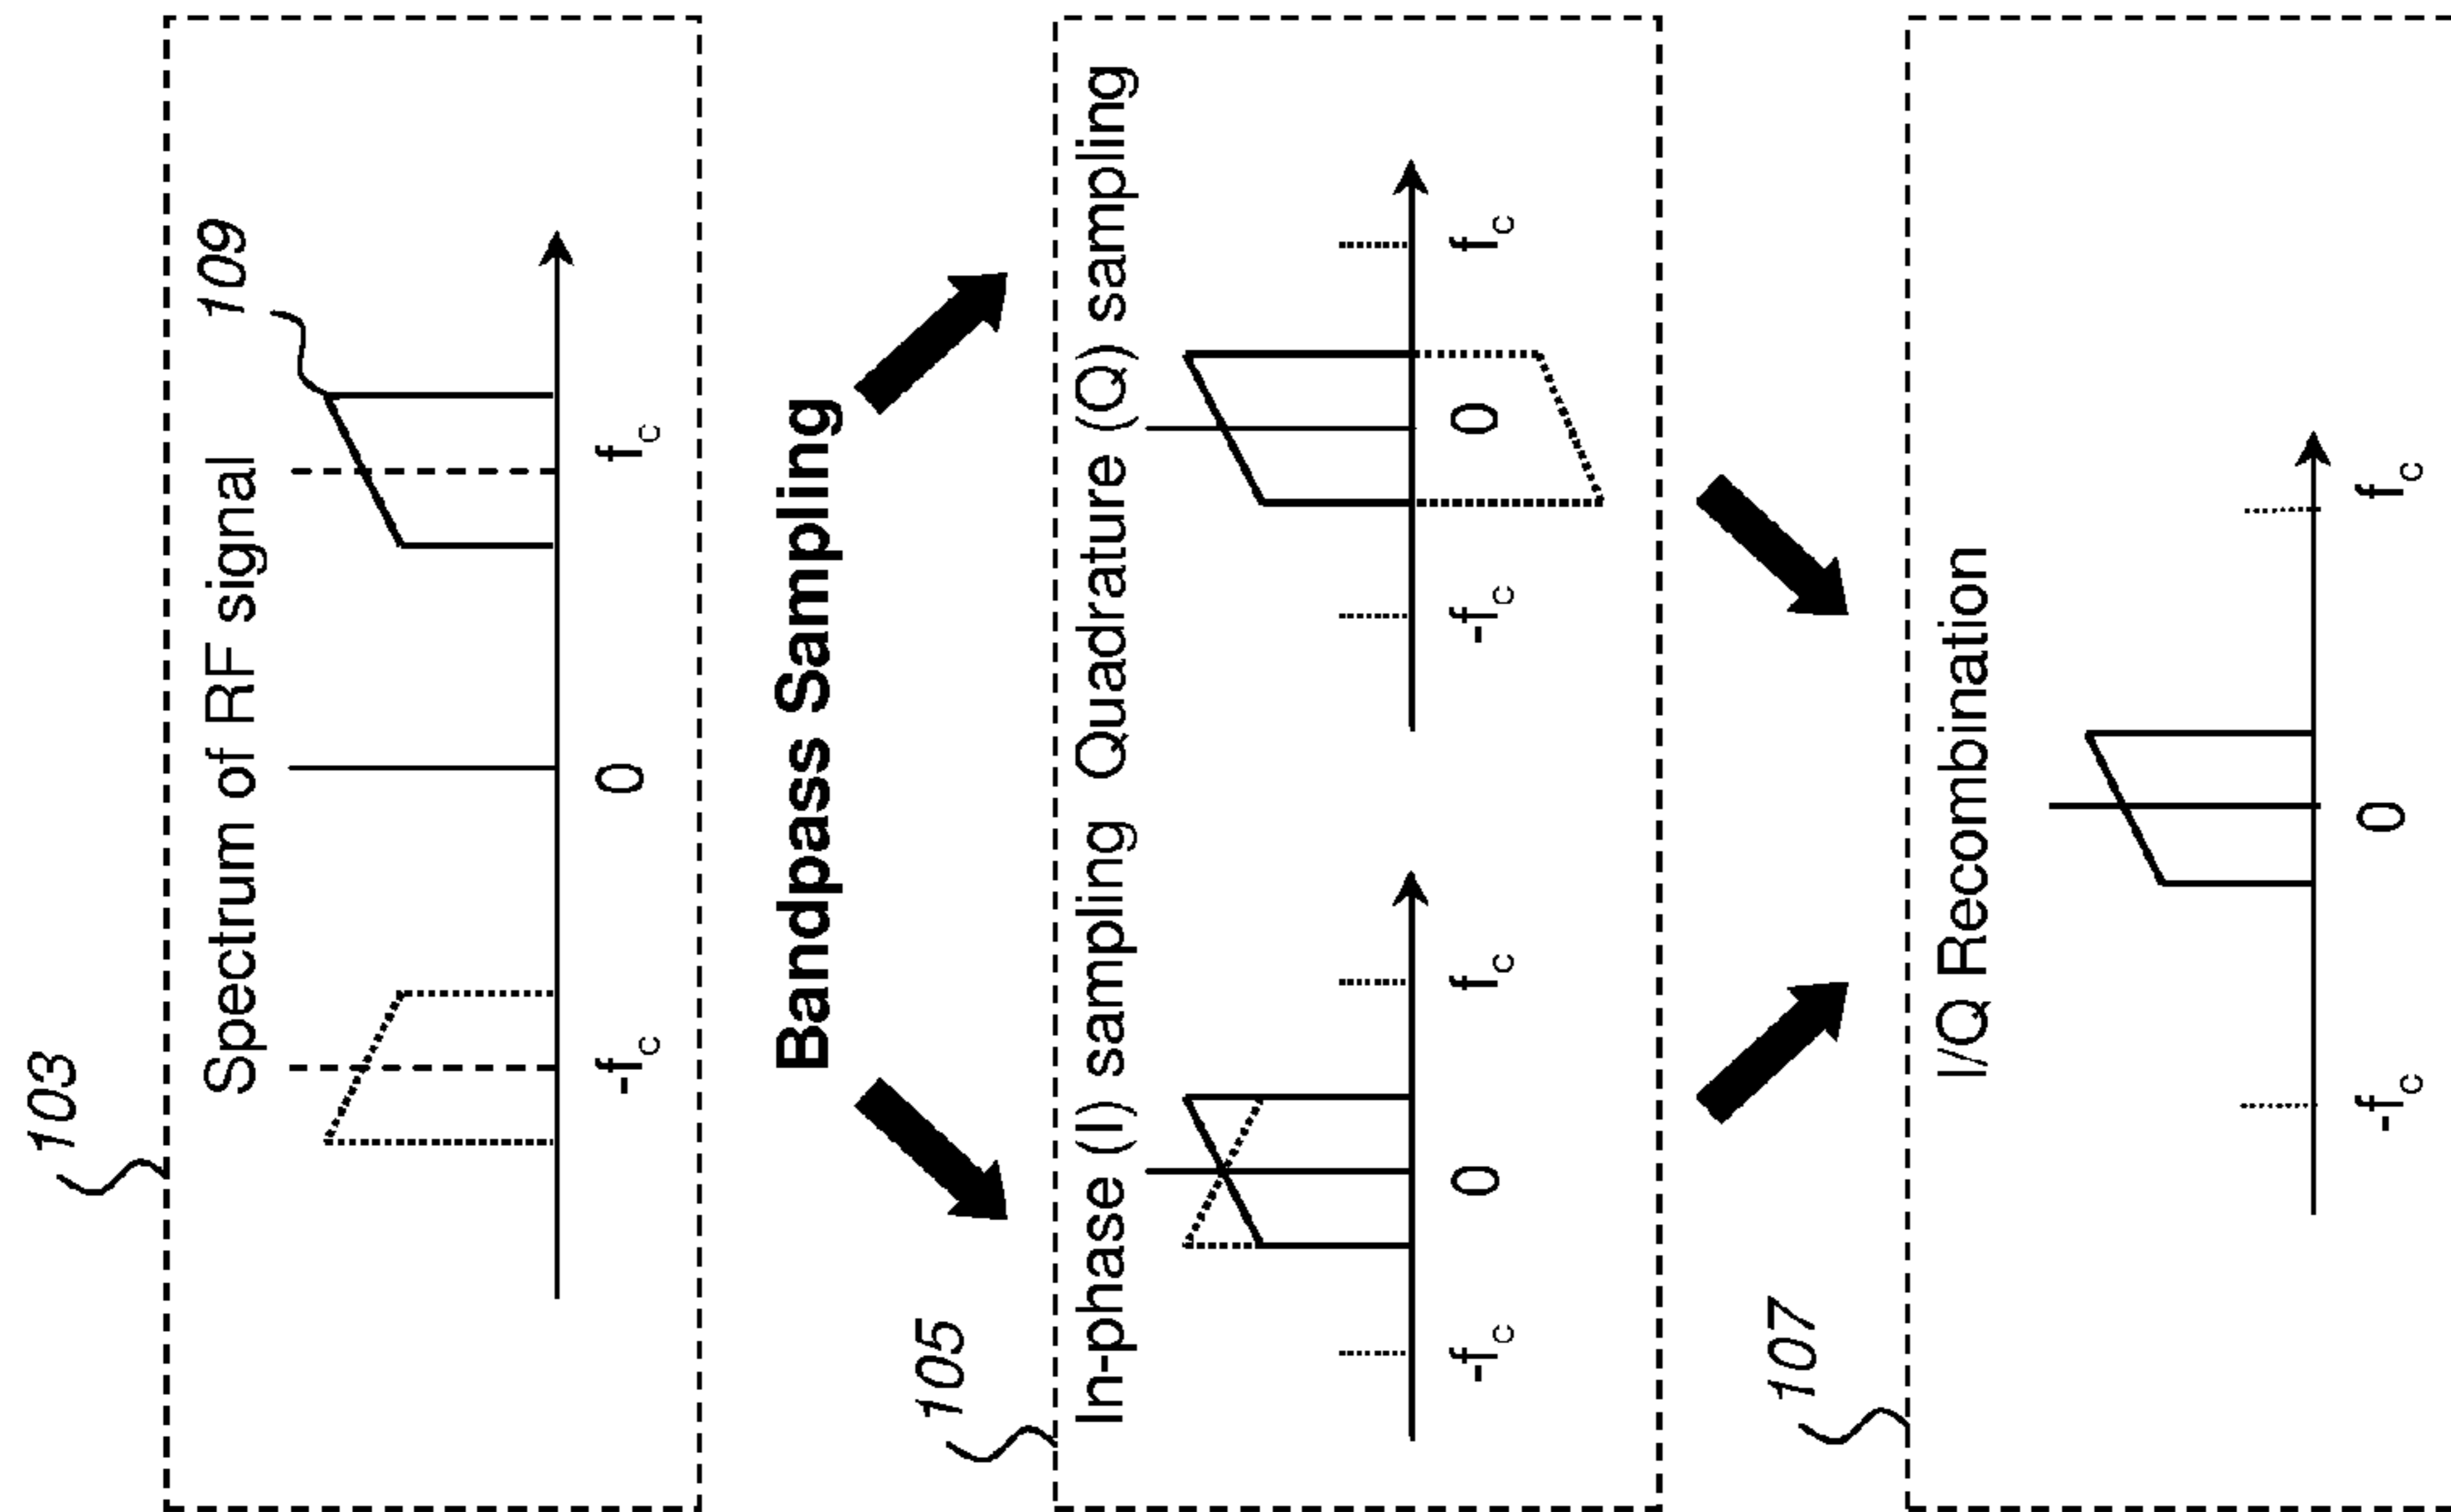 103
Spectrum of RF signal
109
-fc 0 fc
Bandpass Sampling
105
In-phase (I) sampling Quadrature (Q) sampling
-fc 0 fc -fc 0 fc
107
I/Q Recombination
-fc 0 fc